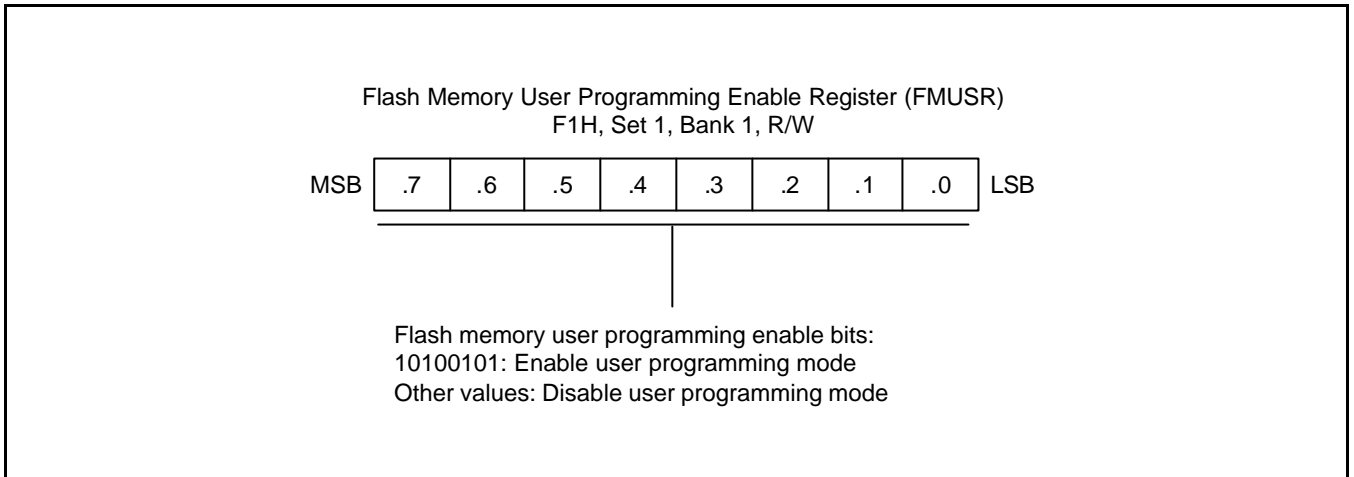 Flash Memory User Programming Enable Register (FMUSR)
F1H, Set 1, Bank 1, R/W
MSB .7 .6 .5 .4 .3 .2 .1 .0 LSB
Flash memory user programming enable bits:
10100101: Enable user programming mode
Other values: Disable user programming mode